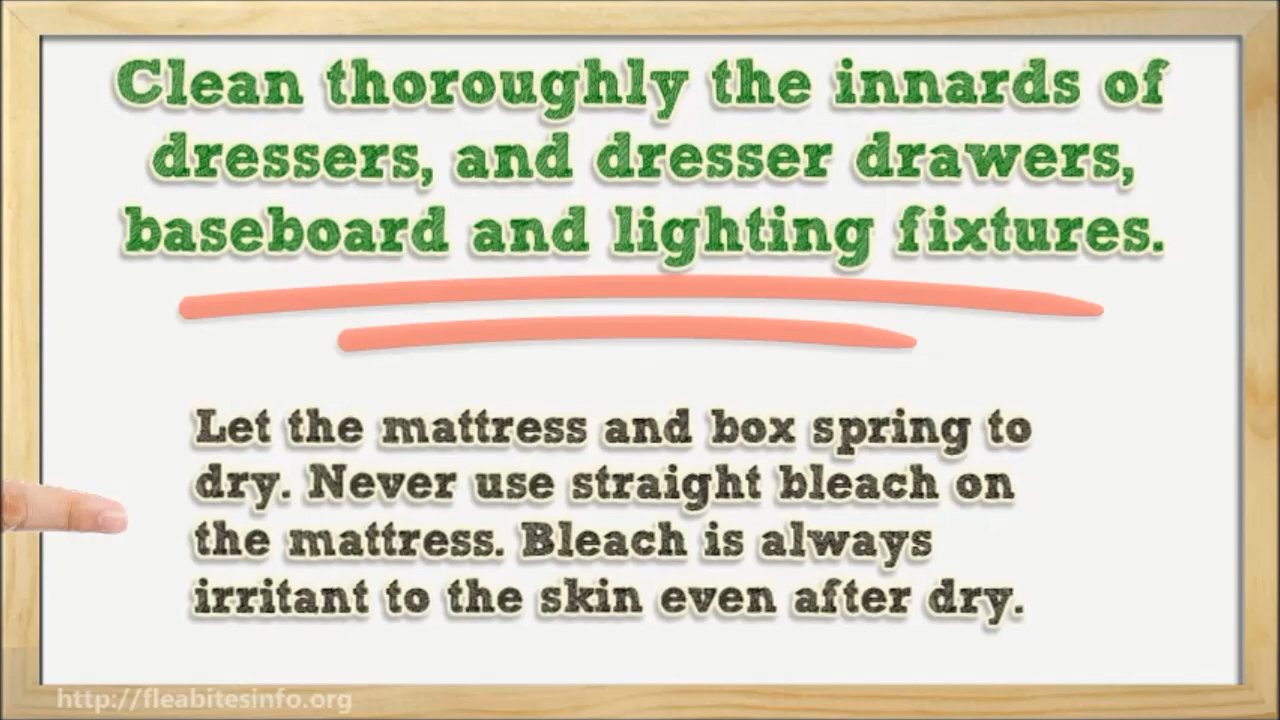 Clean thoroughly the innards of
dressers, and dresser drawers,
baseboard and lighting fixtures.
Let the mattress and box spring to
dry. Never use straight bleach on
the mattress. Bleach is always
irritant to the skin even after dry.
http://fleabitesinfo.org